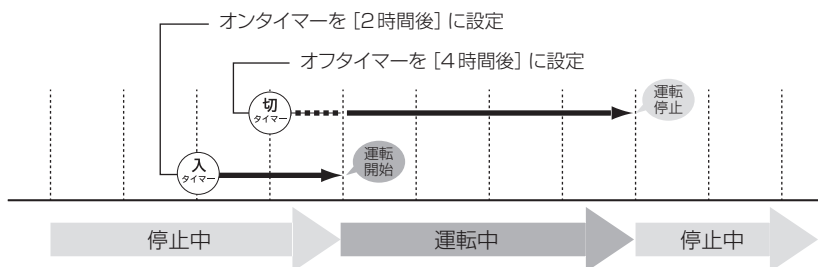 オンタイマーを [2時間後] に設定
オフタイマーを [4時間後] に設定
切
タイマー
運転
停止
入
タイマー
運転
開始
停止中
運転中
停止中